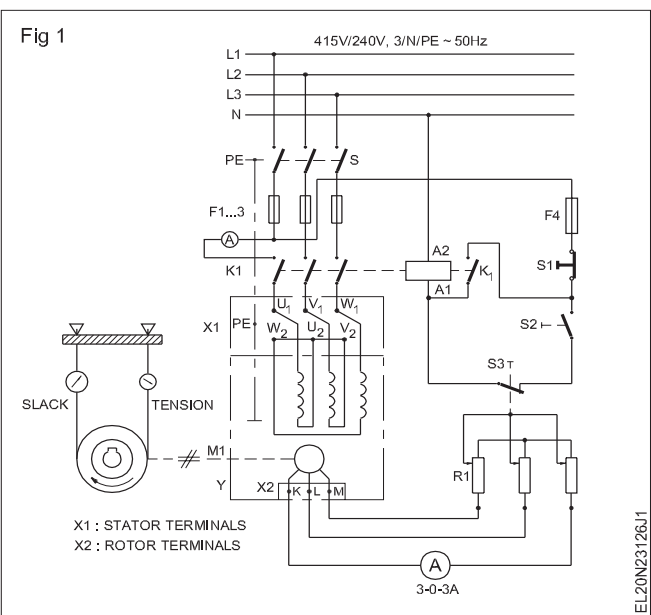 Fig 1
415V/240V, 3/N/PE ~ 50Hz
L1
L2
L3
N
PE
S
F1...3
F4
A
A2
K1
K1
S1
A1
U1
V1
W1
X1
PE
W2
U2
V2
S2
S3
SLACK
TENSION
M1
R1
Y
X2
K
L
M
X1 : STATOR TERMINALS
X2 : ROTOR TERMINALS
A
3-0-3A
EL20N23126J1